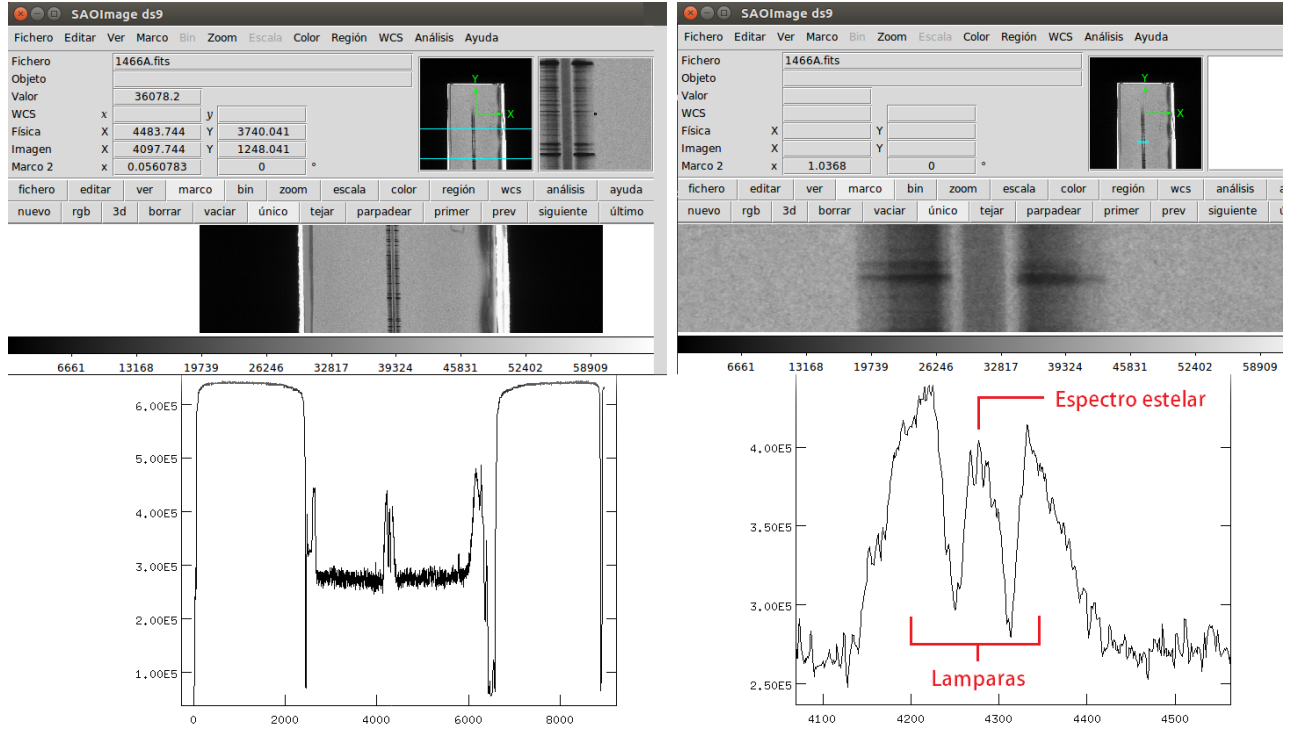 SAOImage ds9
Fichero Editar Ver Marco Bin Zoom Escala Color Región WCS Análisis Ayuda
Fichero 1466A.fits
Objeto
Valor 36078.2
WCS x y
Física X 4483.744 Y 3740.041
Imagen X 4097.744 Y 1248.041
Marco 2 x 0.0560783 0 °
Y
X
fichero editar ver marco bin zoom escala color región wcs análisis ayuda
nuevo rgb 3d borrar vaciar único tejar parpadear primer prev siguiente último
6661 13168 19739 26246 32817 39324 45831 52402 58909
6.00E5
5.00E5
4.00E5
3.00E5
2.00E5
1.00E5
0 2000 4000 6000 8000
SAOImage ds9
Fichero Editar Ver Marco Bin Zoom Escala Color Región WCS Análisis Ayuda
Fichero 1466A.fits
Objeto
Valor
WCS
Física X Y
Imagen X Y
Marco 2 x 1.0368 0 °
Y
X
fichero editar ver marco bin zoom escala color región wcs análisis
nuevo rgb 3d borrar vaciar único tejar parpadear primer prev siguiente
6661 13168 19739 26246 32817 39324 45831 52402 58909
Espectro estelar
4.00E5
3.50E5
3.00E5
2.50E5
Lamparas
4100 4200 4300 4400 4500